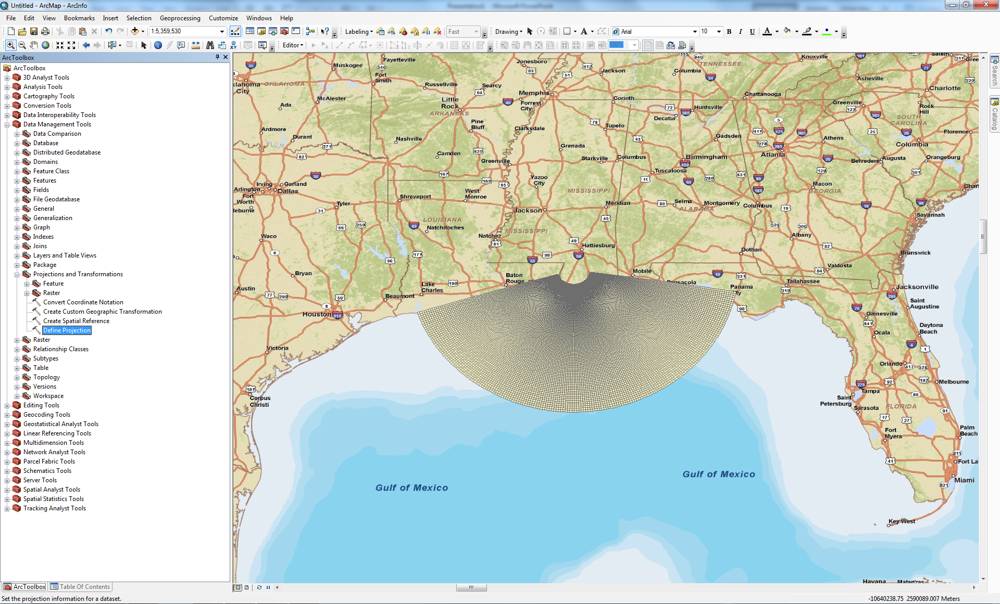 Untitled - ArcMap - ArcInfo
File Edit View Bookmarks Insert Selection Geoprocessing Customize Windows Help
1:5,359,530 Labeling Fast Drawing A Arial 10 B I U A
Editor 100%
ArcToolbox
ArcToolbox
3D Analyst Tools
Analysis Tools
Cartography Tools
Conversion Tools
Data Interoperability Tools
Data Management Tools
Data Comparison
Database
Distributed Geodatabase
Domains
Feature Class
Features
Fields
File Geodatabase
General
Generalization
Graph
Indexes
Joins
Layers and Table Views
Package
Projections and Transformations
Feature
Raster
Convert Coordinate Notation
Create Custom Geographic Transformation
Create Spatial Reference
Define Projection
Raster
Relationship Classes
Subtypes
Table
Topology
Versions
Workspace
Editing Tools
Geocoding Tools
Geostatistical Analyst Tools
Linear Referencing Tools
Multidimension Tools
Network Analyst Tools
Parcel Fabric Tools
Schematics Tools
Server Tools
Spatial Analyst Tools
Spatial Statistics Tools
Tracking Analyst Tools
ArcToolbox Table Of Contents
Set the projection information for a dataset.
-10640238.75 2590089.007 Meters
Search
Catalog
Fayetteville
Muskogee
Fort Smith
Russellville
Searcy
Jonesboro
Jackson
Columbia
TENNESSEE
Knoxville
Salem
Asheville
Charlotte
Oklahoma City
OKLAHOMA
Ada
McAlester
Little Rock
ARKANSAS
Memphis
Forrest City
Corinth
Chattanooga
Huntsville
Decatur
Greenville
Rock Hill
SOUTH CAROLINA
Florence
Ardmore
Durant
Nashville
Pine Bluff
Clarksdale
Tupelo
Gadsden
Athens
Columbia
Camden
Greenville
Grenada
Starkville
Columbus
Birmingham
Atlanta
Belvedere
Augusta
Orangeburg
Tuscaloosa
Irving
Garland
Arlington
Dallas
Fort Worth
Tyler
Shreveport
West Monroe
Yazoo City
MISSISSIPPI
Meridian
Selma
Montgomery
ALABAMA
Columbus
Macon
GEORGIA
Savannah
Jackson
LOUISIANA
Natchitoches
MISSISSIPPI
Natchez
Waco
Hattiesburg
Dothan
Albany
Brunswick
Valdosta
Bryan
Austin
Lake Charles
Beaumont
Baton Rouge
Mobile
Pensacola
Panama City
Tallahassee
Jacksonville
Saint Augustine
Houston
Gainesville
Ocala
Daytona Beach
Victoria
Orlando
Melbourne
Corpus Christi
Tampa
Saint Petersburg
Sarasota
FLORIDA
Fort Myers
Palm Beach
Fort La
Miami
Gulf of Mexico
Gulf of Mexico
Key West
Havana
Matanzas